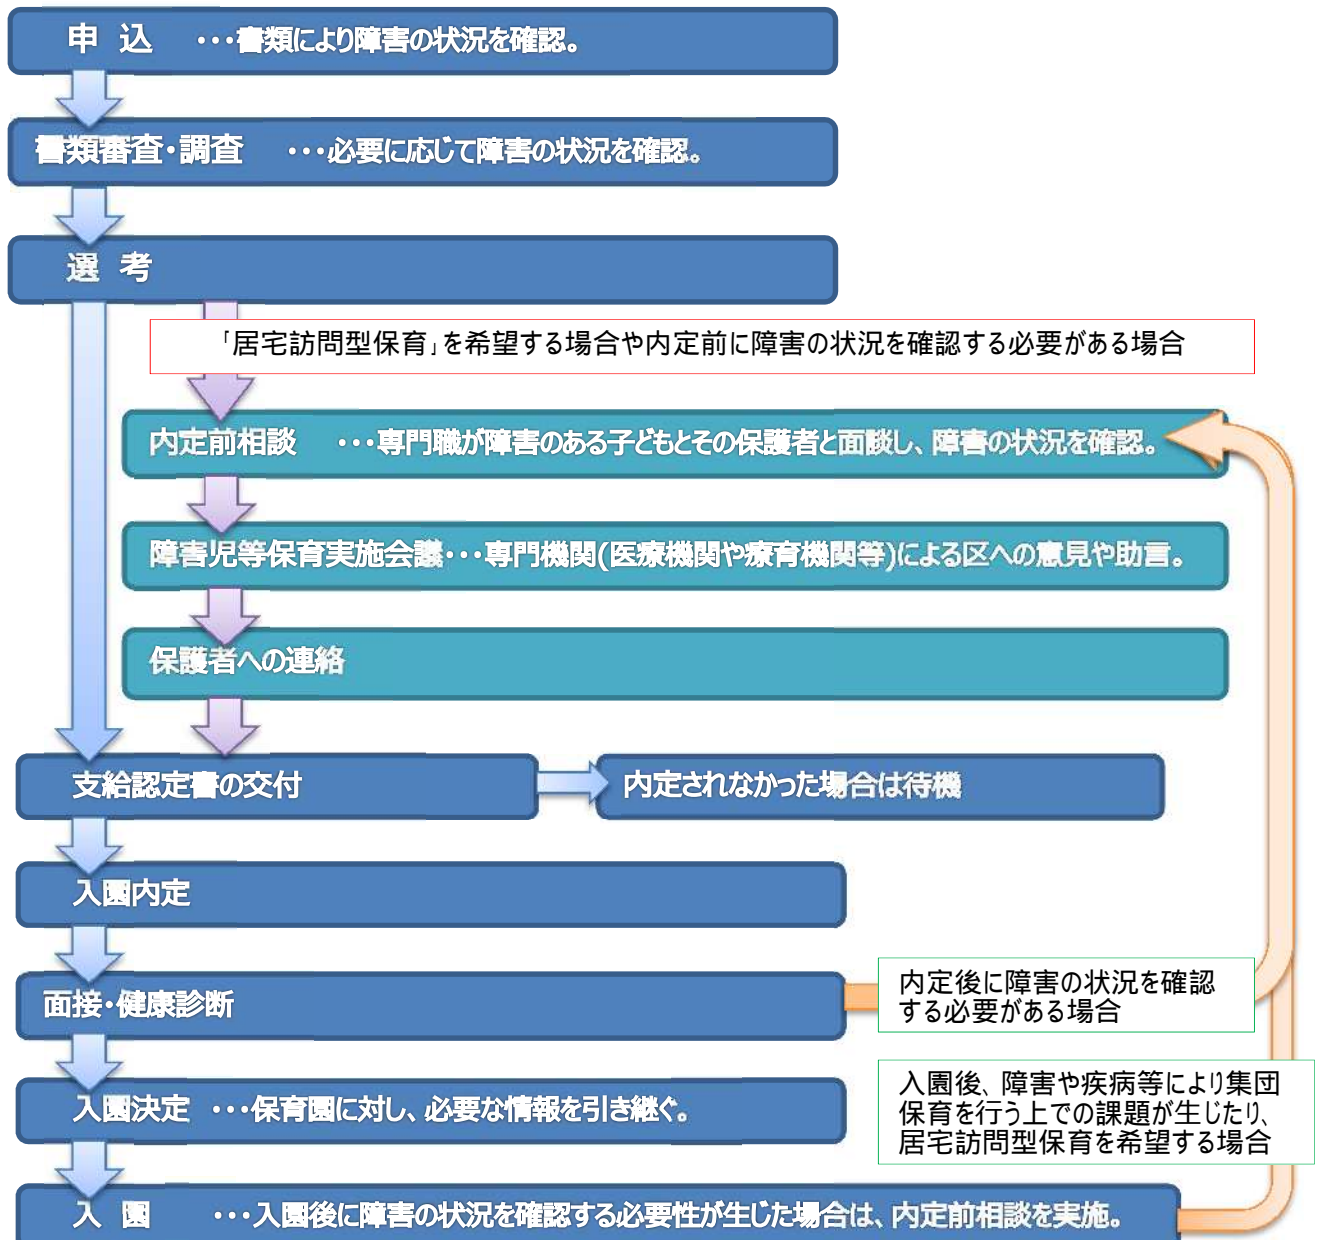 申 込 ・・・書類により障害の状況を確認。
書類審査・調査 ・・・必要に応じて障害の状況を確認。
選 考
「居宅訪問型保育」を希望する場合や内定前に障害の状況を確認する必要がある場合
内定前相談 ・・・専門職が障害のある子どもとその保護者と面談し、障害の状況を確認。
障害児等保育実施会議・・・専門機関(医療機関や療育機関等)による区への意見や助言。
保護者への連絡
支給認定書の交付
内定されなかった場合は待機
入園内定
面接・健康診断
内定後に障害の状況を確認
する必要がある場合
入園決定 ・・・保育園に対し、必要な情報を引き継ぐ。
入園後、障害や疾病等により集団
保育を行う上での課題が生じたり、
居宅訪問型保育を希望する場合
入 園 ・・・入園後に障害の状況を確認する必要性が生じた場合は、内定前相談を実施。